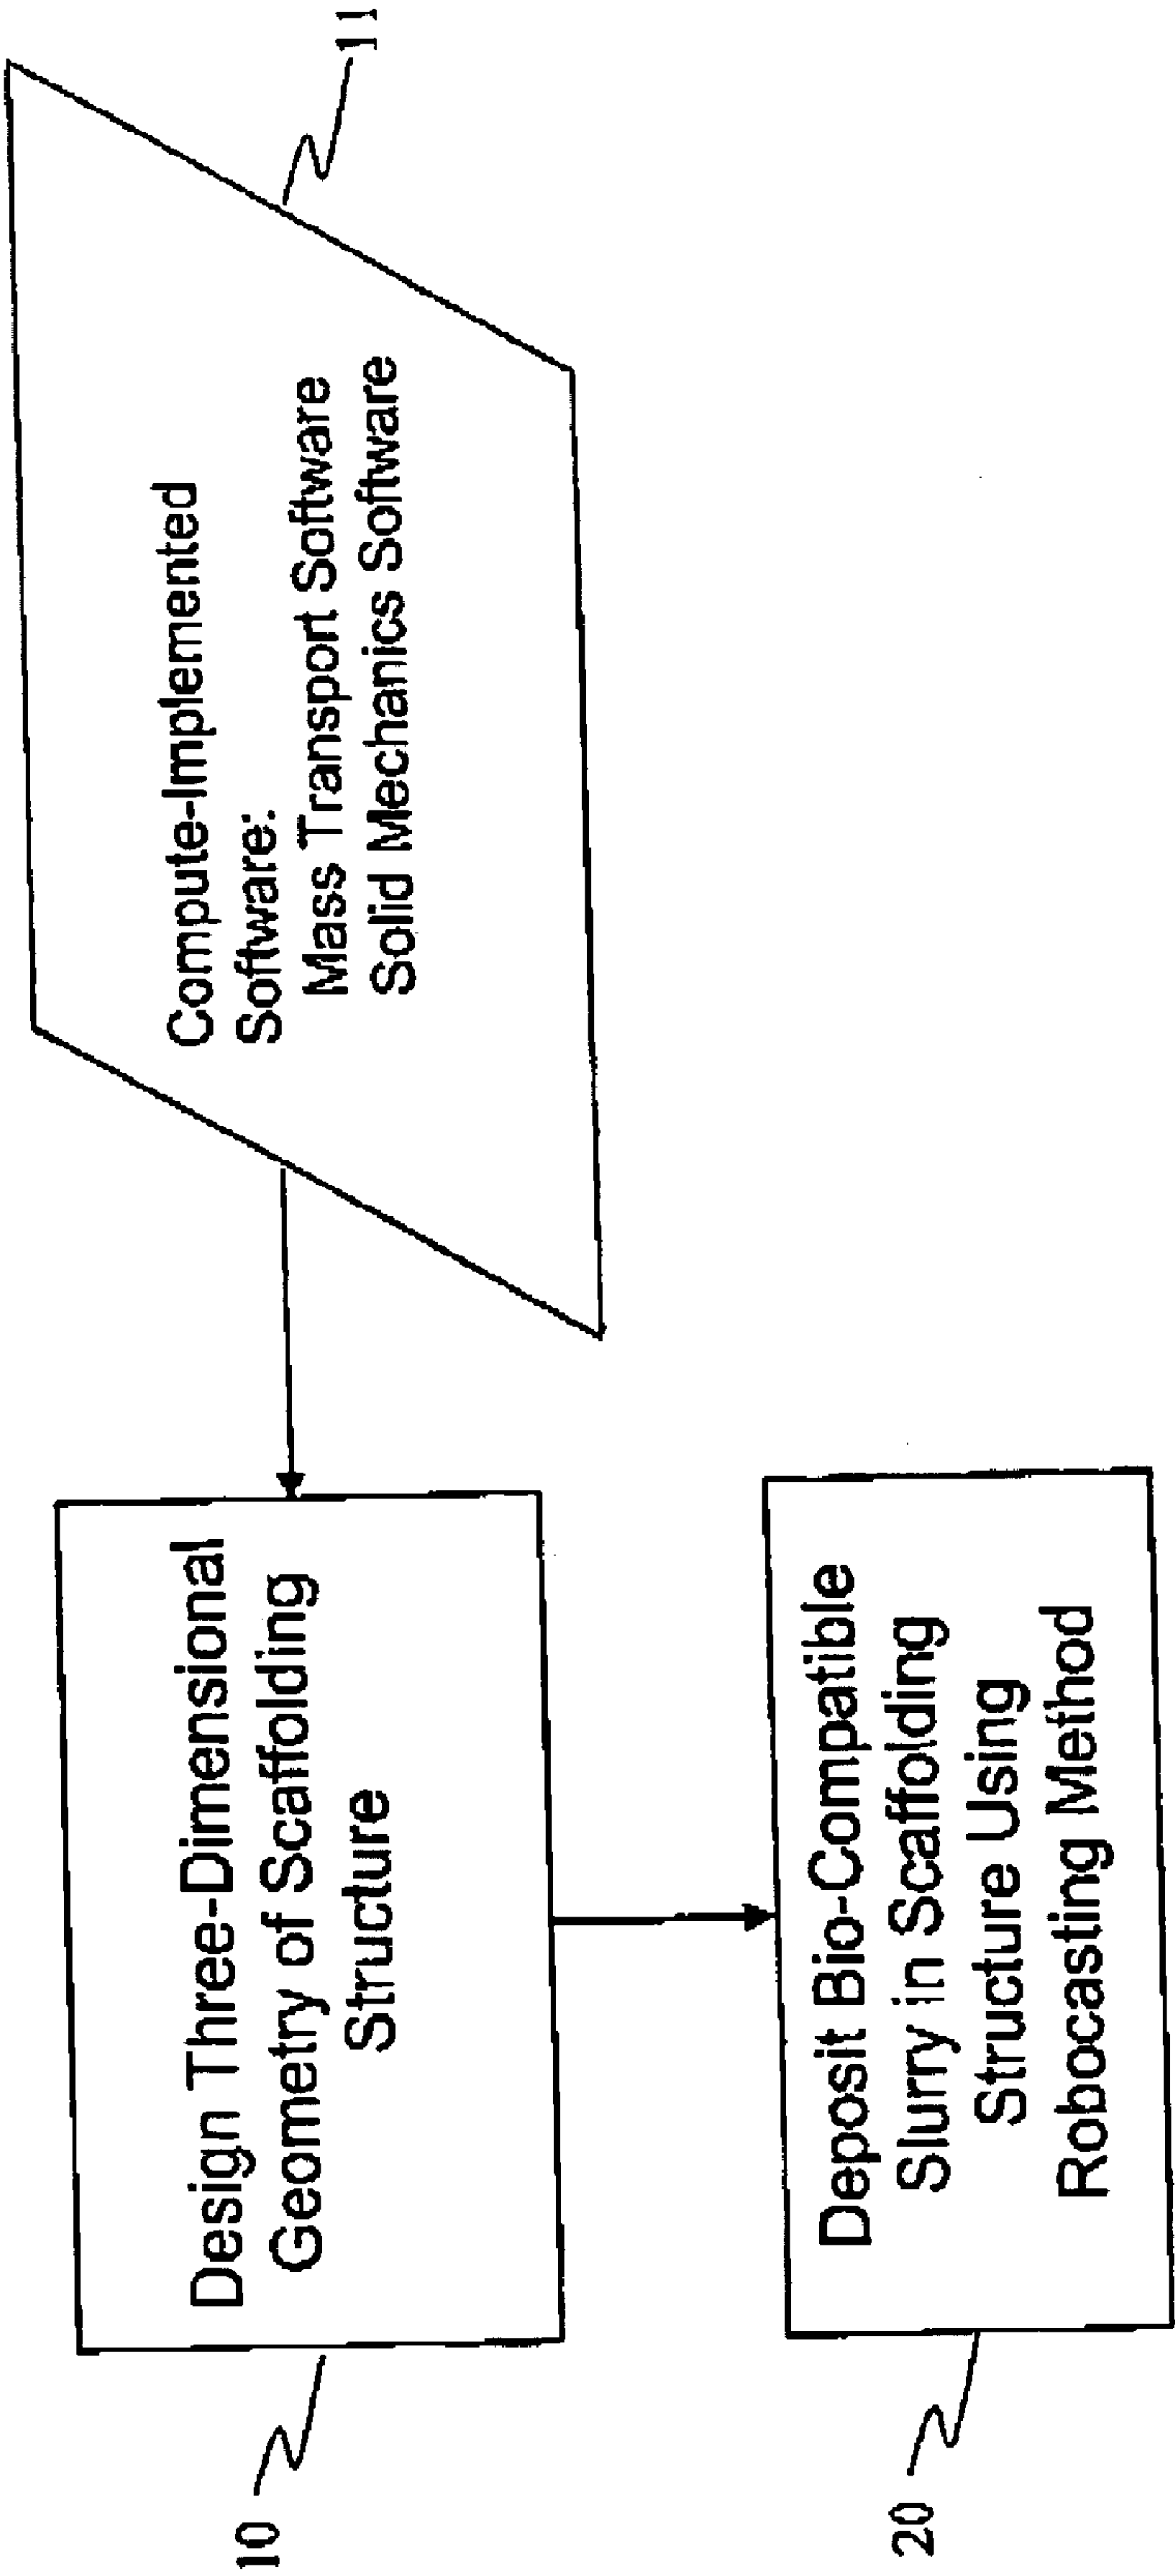 10
Design Three-Dimensional
Geometry of Scaffolding
Structure
Compute-Implemented
Software:
Mass Transport Software
Solid Mechanics Software
11
20
Deposit Bio-Compatible
Slurry in Scaffolding
Structure Using
Robocasting Method